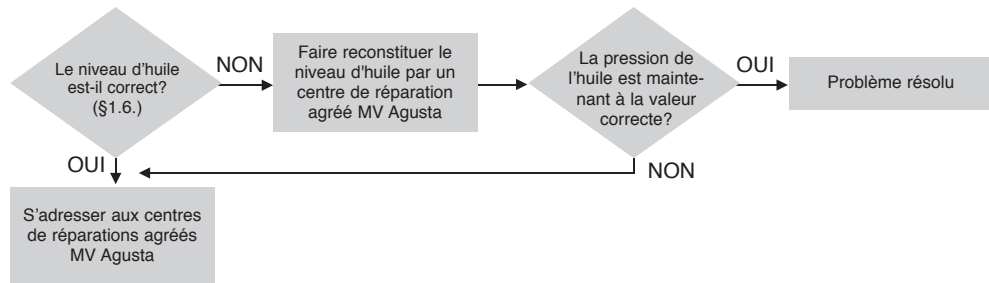 Le niveau d'huile
est-il correct?
(§1.6.)
NON
Faire reconstituer le
niveau d'huile par un
centre de réparation
agréé MV Agusta
La pression de
l'huile est mainte-
nant à la valeur
correcte?
OUI
Problème résolu
OUI
NON
S'adresser aux centres
de réparations agréés
MV Agusta